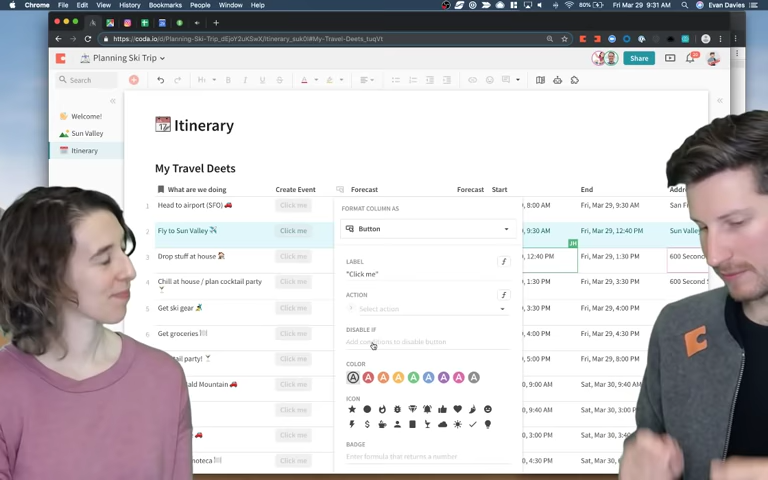 Chrome File Edit View History Bookmarks People Window Help
80% Fri Mar 29 9:31 AM Evan Davies
https://coda.io/d/Planning-Ski-Trip_dEjoY2uKSwX/Itinerary_suk0l#My-Travel-Deets_tuqVt
Planning Ski Trip
Share
Search
Welcome!
Sun Valley
Itinerary
Itinerary
My Travel Deets
What are we doing Create Event Forecast Forecast Start End
1 Head to airport (SFO) Click me 8:00 AM Fri, Mar 29, 9:30 AM San F
2 Fly to Sun Valley Click me 9:30 AM Fri, Mar 29, 12:40 PM Sun Valley
JH
3 Drop stuff at house Click me 12:40 PM Fri, Mar 29, 1:30 PM 600 Second
4 Chill at house / plan cocktail party Click me 1:30 PM Fri, Mar 29, 3:30 PM 600 Second S
5 Get ski gear Click me 3:30 PM Fri, Mar 29, 4:00 PM
6 Get groceries Click me 4:00 PM Fri, Mar 29, 5:00 PM
tail party! Click me 5:00 PM Fri, Mar 29, 8:00 PM
ald Mountain Click me Sat, Mar 30, 9:40 AM
Click me 9:40 AM Sat, Mar 30, 3:00 PM
Click me 3:00 PM Sat, Mar 30,
noteca Click me 4:30 PM Sat, Mar 30,
FORMAT COLUMN AS
Button
LABEL
"Click me"
ACTION
Select action
DISABLE IF
Add conditions to disable button
COLOR
A A A A A A A A A
ICON
BADGE
Enter formula that returns a number